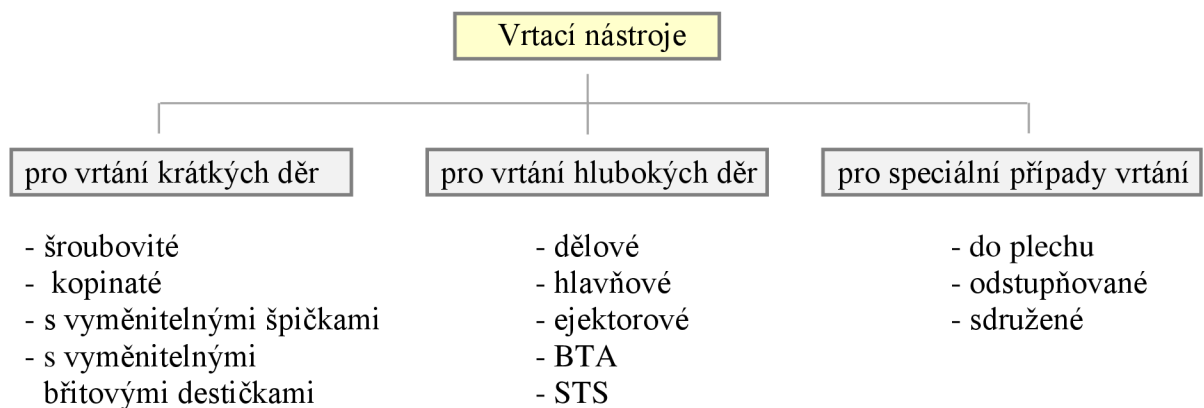 Vrtací nástroje
pro vrtání krátkých děr
- šroubovité
- kopinaté
- s vyměnitelnými špičkami
- s vyměnitelnými
břitovými destičkami
pro vrtání hlubokých děr
- dělové
- hlavňové
- ejektorové
- BTA
- STS
pro speciální případy vrtání
- do plechu
- odstupňované
- sdružené